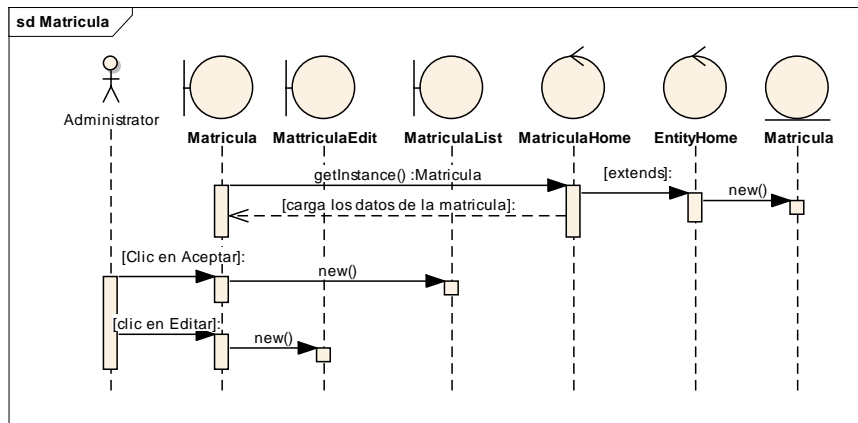 sd Matricula
Administrator
Matricula
MattriculaEdit
MatriculaList
MatriculaHome
EntityHome
Matricula
getInstance() :Matricula
[extends]:
new()
[carga los datos de la matricula]:
[Clic en Aceptar]:
new()
[clic en Editar]:
new()